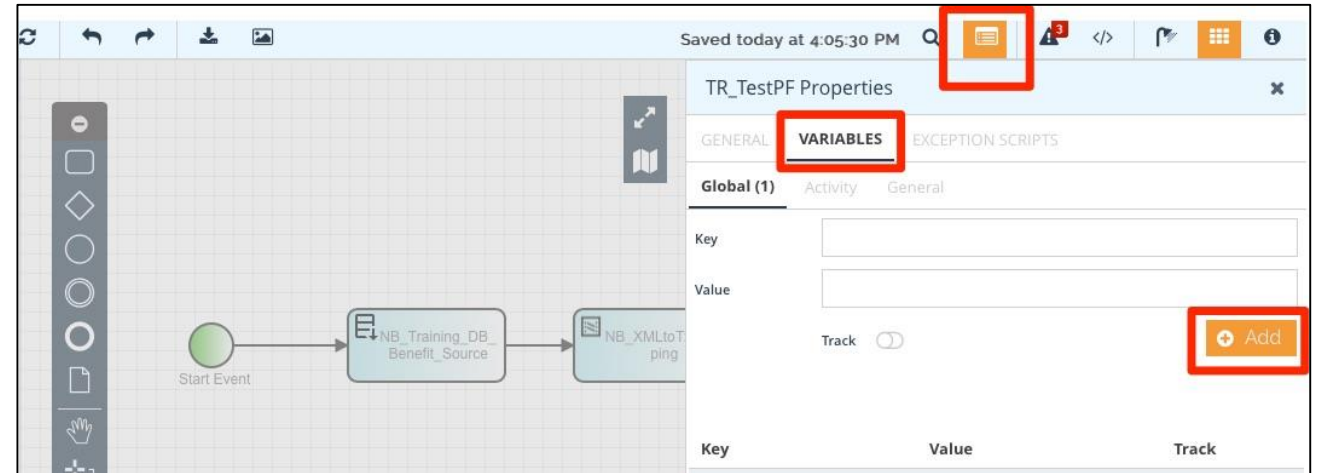 Saved today at 4:05:30 PM
3
</>
TR_TestPF Properties
GENERAL VARIABLES EXCEPTION SCRIPTS
Global (1) Activity General
Key
Value
Track
Add
Start Event
NB_Training_DB_
Benefit_Source
NB_XMLtoT
ping
Key Value Track